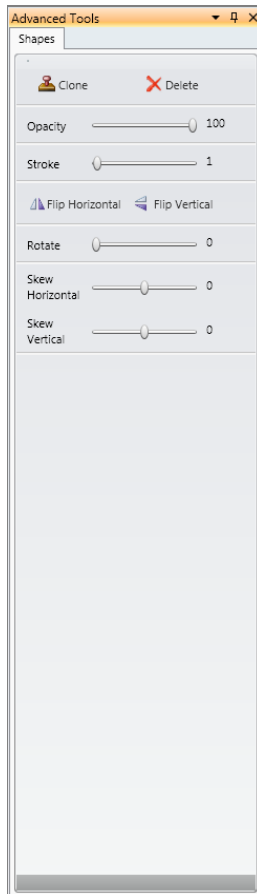 Advanced Tools
Shapes
Clone Delete
Opacity 100
Stroke 1
Flip Horizontal Flip Vertical
Rotate 0
Skew
Horizontal 0
Skew
Vertical 0